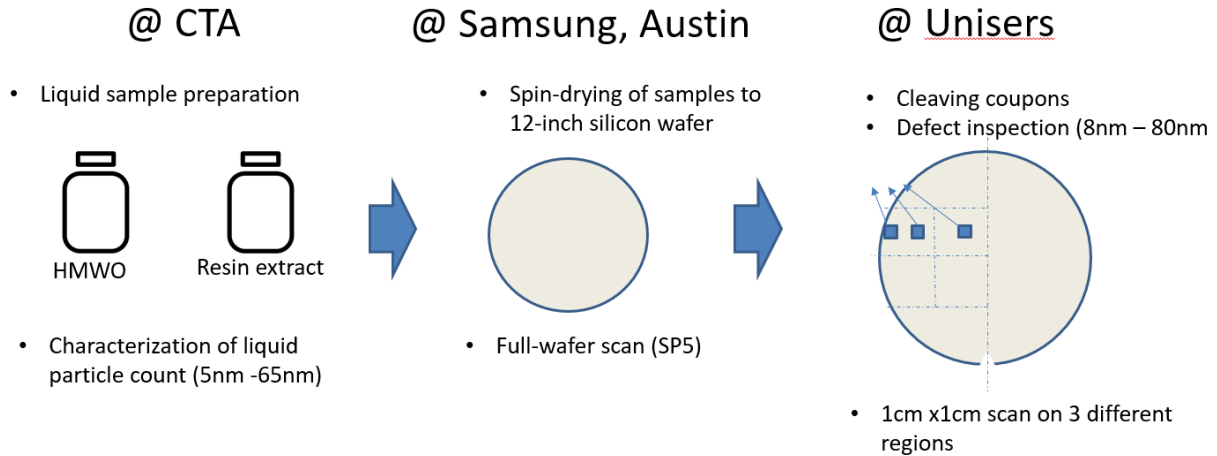 @ CTA
• Liquid sample preparation
HMWO
Resin extract
• Characterization of liquid
particle count (5nm -65nm)
@ Samsung, Austin
• Spin-drying of samples to
12-inch silicon wafer
• Full-wafer scan (SP5)
@ Unisers
• Cleaving coupons
• Defect inspection (8nm – 80nm
• 1cm x1cm scan on 3 different
regions